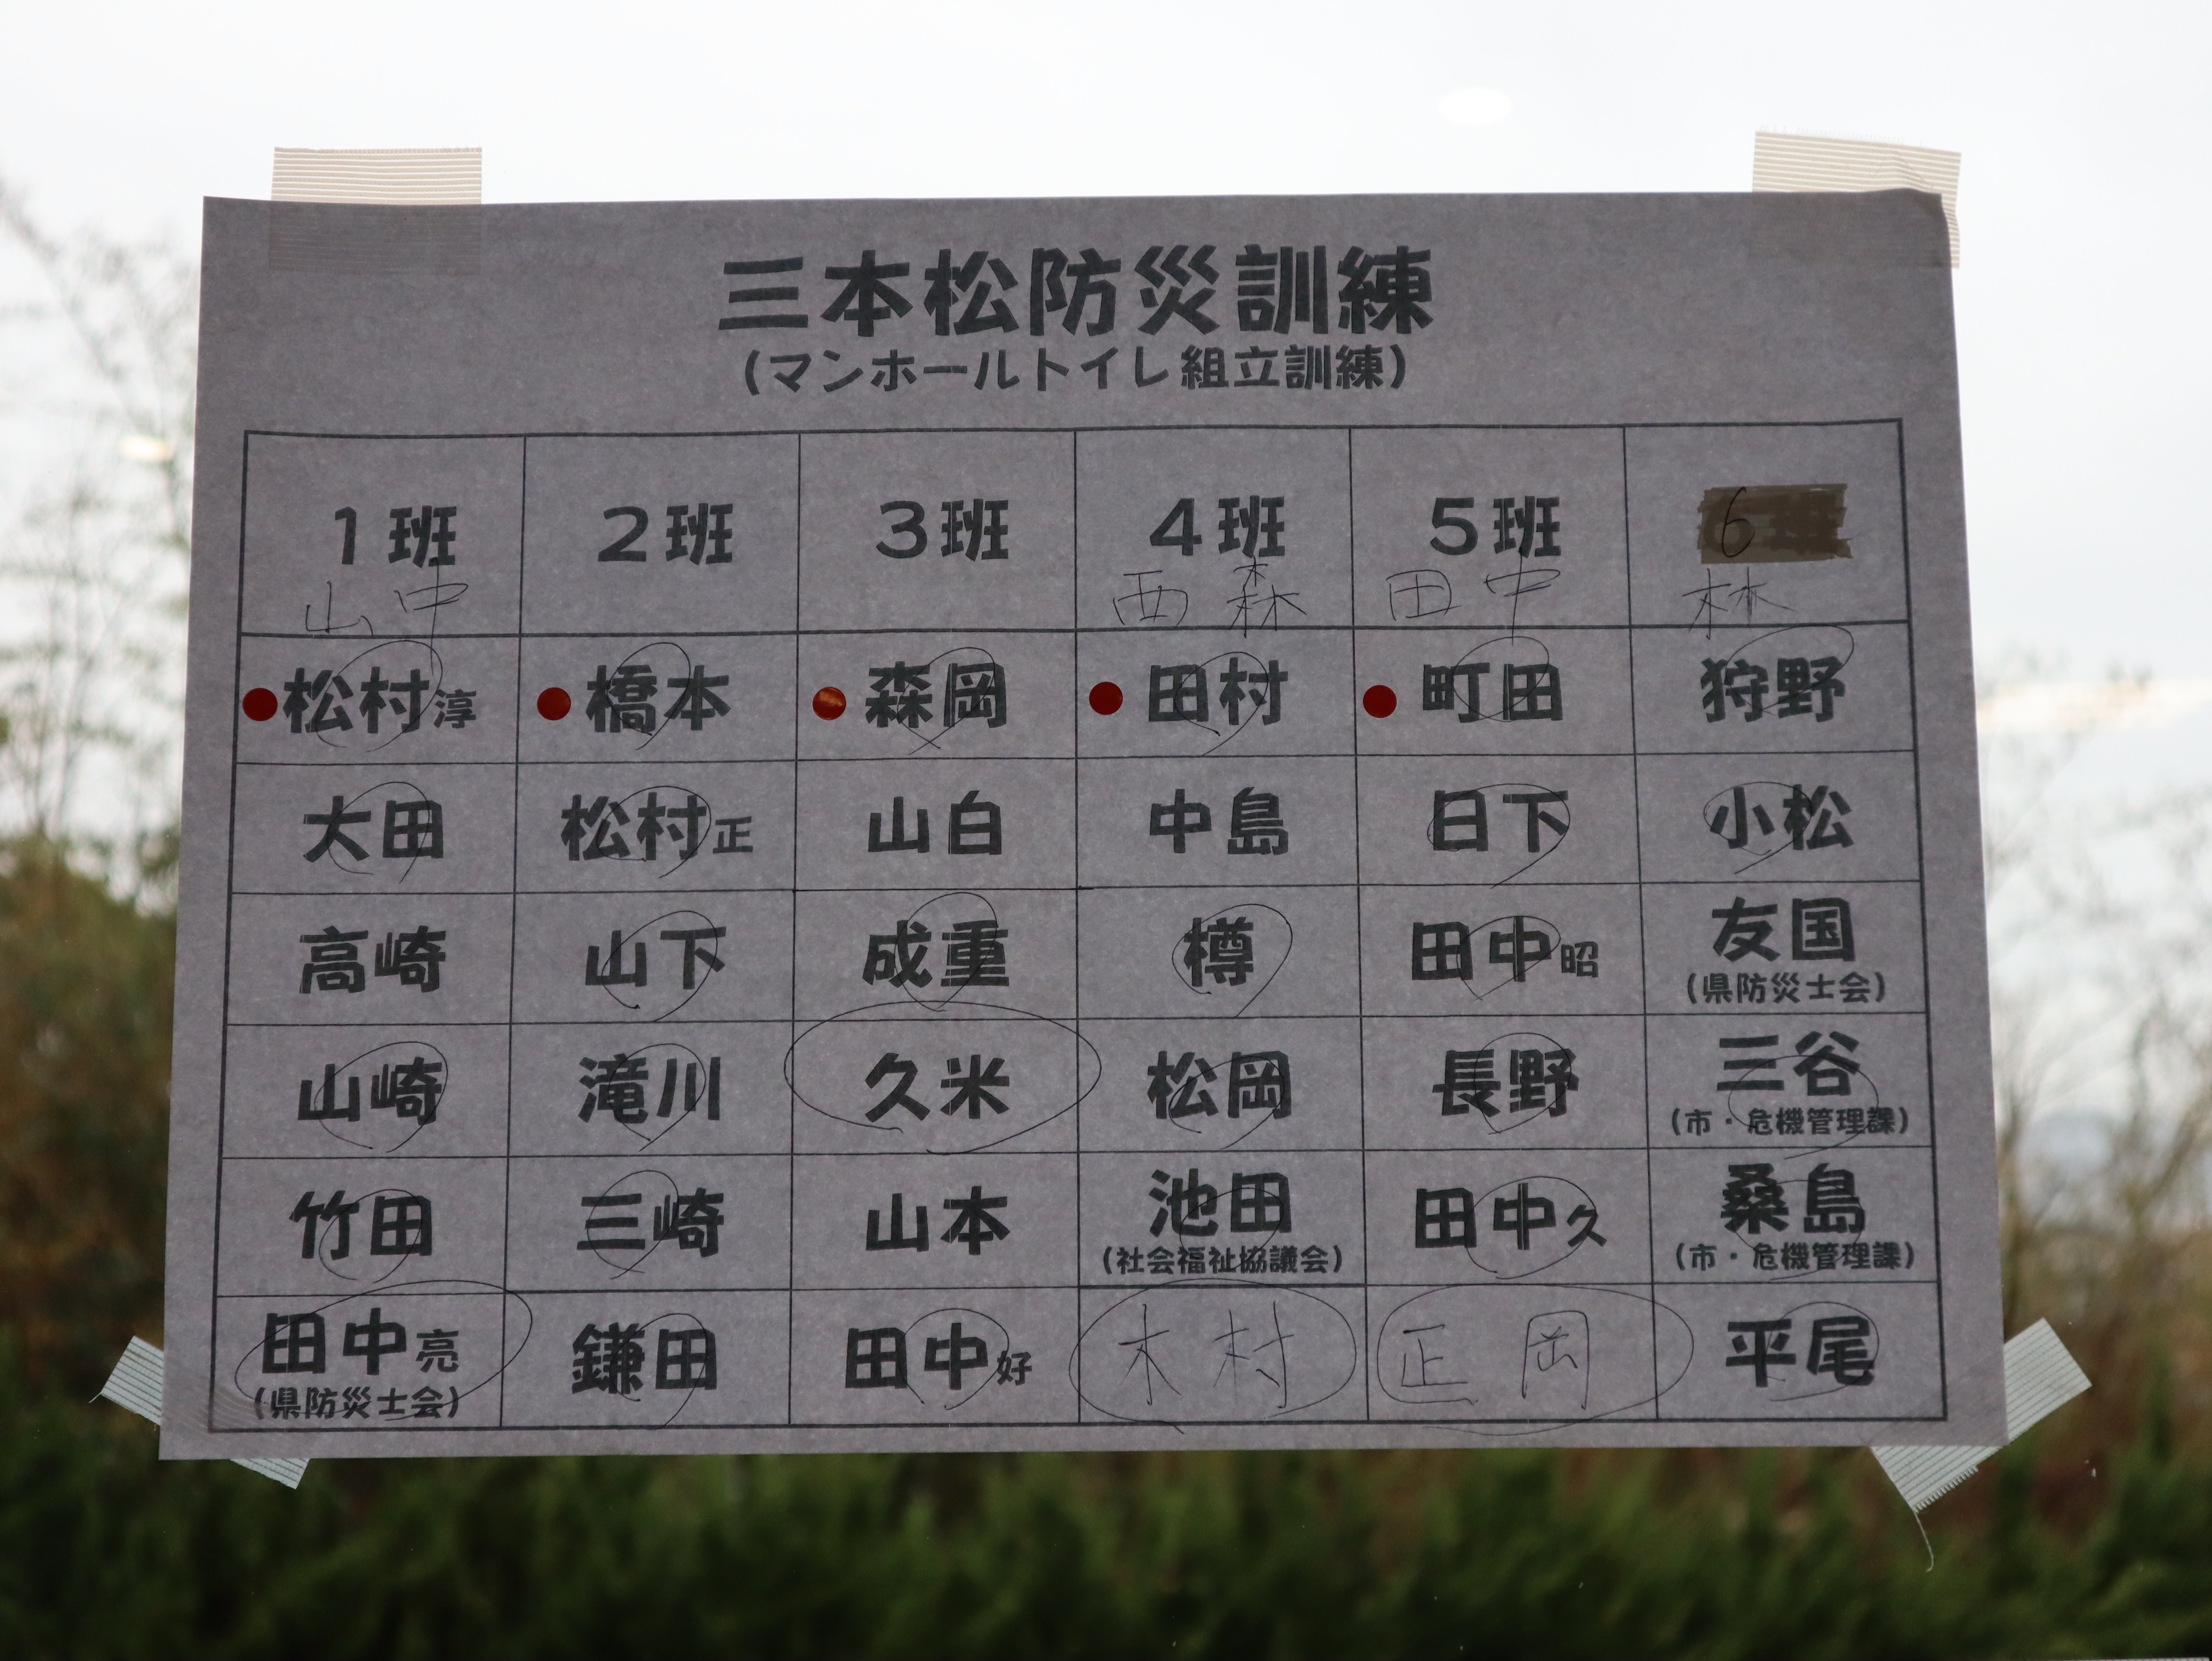 三本松防災訓練
(マンホールトイレ組立訓練)
1班 2班 3班 4班 5班 6
山中 西森 田中 林
松村淳 橋本 森岡 田村 町田 狩野
大田 松村正 山白 中島 日下 小松
高崎 山下 成重 樽 田中昭 友国
(県防災士会)
山崎 滝川 久米 松岡 長野 三谷
(市・危機管理課)
竹田 三崎 山本 池田 田中久 桑島
(社会福祉協議会) (市・危機管理課)
田中亮 鎌田 田中好 木村 正岡 平尾
(県防災士会)